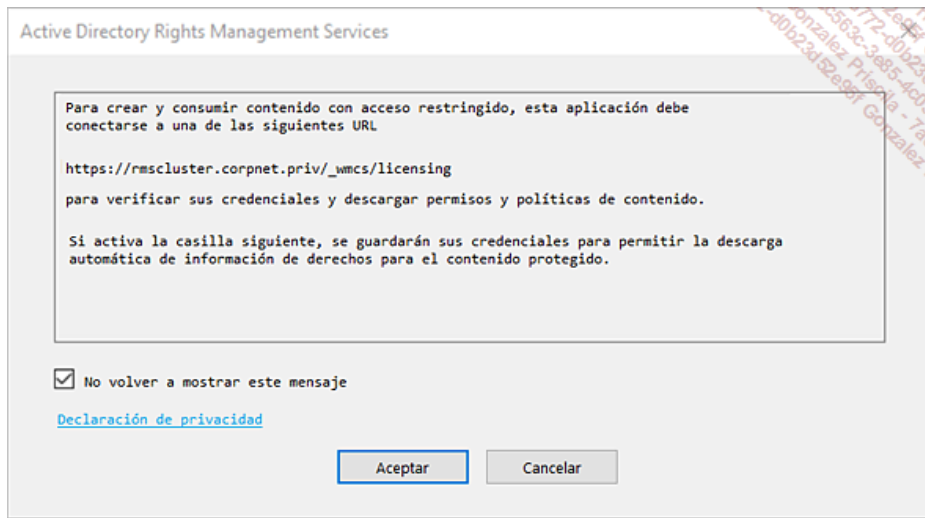 Active Directory Rights Management Services
Para crear y consumir contenido con acceso restringido, esta aplicación debe
conectarse a una de las siguientes URL
https://rmscluster.corpnet.priv/_wmcs/licensing
para verificar sus credenciales y descargar permisos y políticas de contenido.
Si activa la casilla siguiente, se guardarán sus credenciales para permitir la descarga
automática de información de derechos para el contenido protegido.
No volver a mostrar este mensaje
Declaración de privacidad
Aceptar
Cancelar